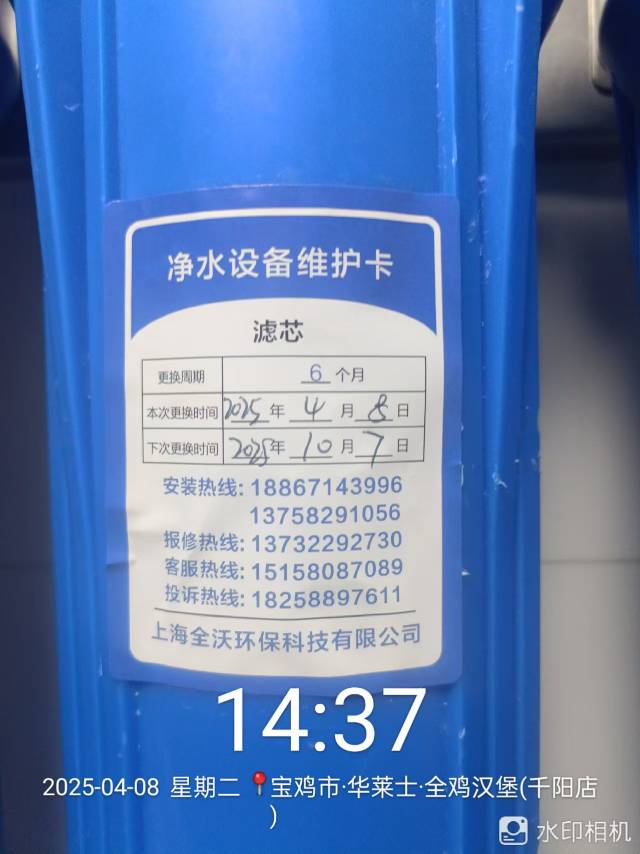 净水设备维护卡
滤芯
更换周期 6 个月
本次更换时间 2025 年 4 月 8 日
下次更换时间 2025 年 10 月 7 日
安装热线: 18867143996
13758291056
报修热线: 13732292730
客服热线: 15158087089
投诉热线: 18258897611
上海全沃环保科技有限公司
14:37
2025-04-08 星期二 📍宝鸡市·华莱士·全鸡汉堡(千阳店
)
水印相机